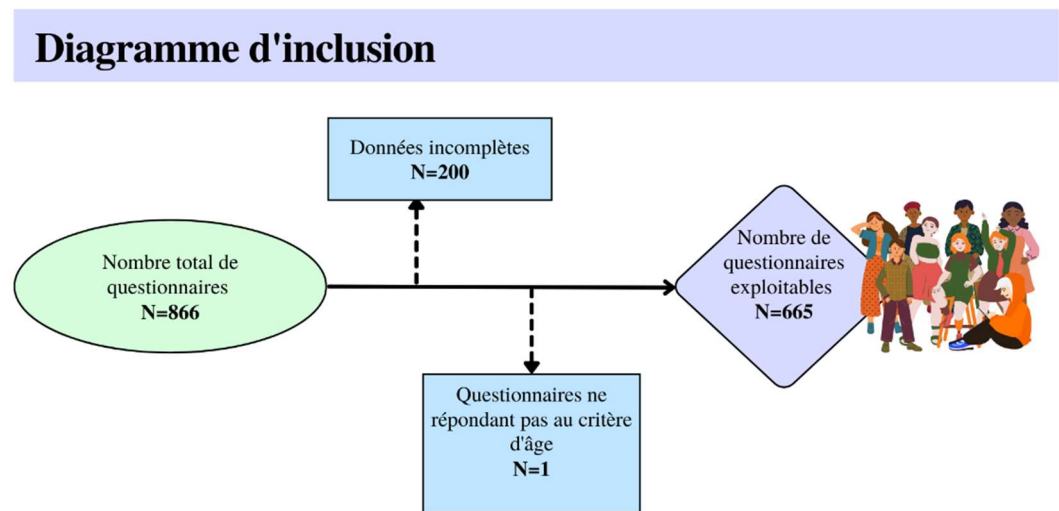 Diagramme d'inclusion
Données incomplètes
N=200
Nombre total de
questionnaires
N=866
Nombre de
questionnaires
exploitables
N=665
Questionnaires ne
répondant pas au critère
d'âge
N=1